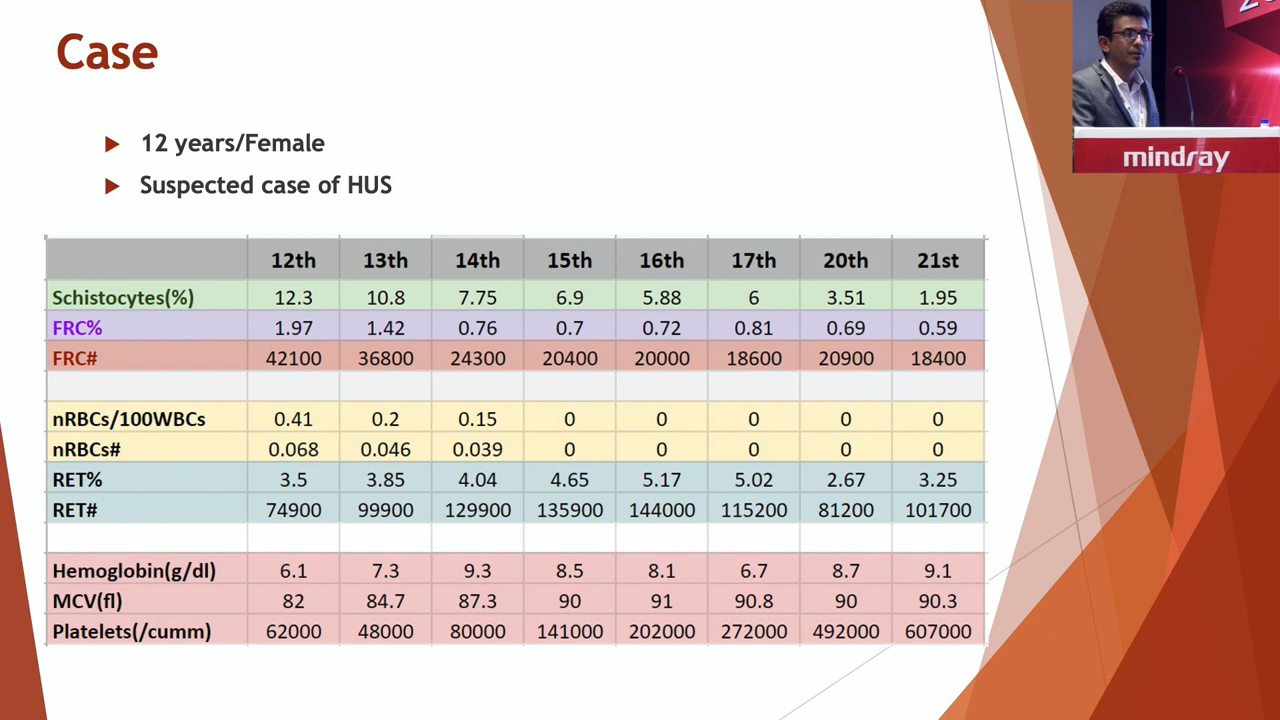 Case
12 years/Female
Suspected case of HUS
12th 13th 14th 15th 16th 17th 20th 21st
Schistocytes(%) 12.3 10.8 7.75 6.9 5.88 6 3.51 1.95
FRC% 1.97 1.42 0.76 0.7 0.72 0.81 0.69 0.59
FRC# 42100 36800 24300 20400 20000 18600 20900 18400
nRBCs/100WBCs 0.41 0.2 0.15 0 0 0 0 0
nRBCs# 0.068 0.046 0.039 0 0 0 0 0
RET% 3.5 3.85 4.04 4.65 5.17 5.02 2.67 3.25
RET# 74900 99900 129900 135900 144000 115200 81200 101700
Hemoglobin(g/dl) 6.1 7.3 9.3 8.5 8.1 6.7 8.7 9.1
MCV(fl) 82 84.7 87.3 90 91 90.8 90 90.3
Platelets(/cumm) 62000 48000 80000 141000 202000 272000 492000 607000
mindray